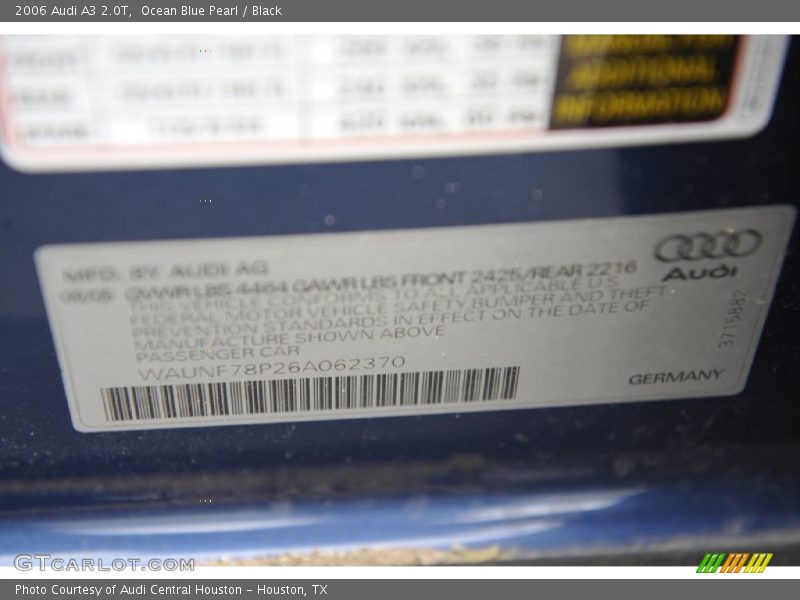 2006 Audi A3 2.0T, Ocean Blue Pearl / Black
ADDITIONAL
INFORMATION
MFD. BY AUDI AG
09/05 GVWR LBS 4464 GAWR LBS FRONT 2425/REAR 2216
THIS VEHICLE CONFORMS TO ALL APPLICABLE U.S.
FEDERAL MOTOR VEHICLE SAFETY, BUMPER AND THEFT
PREVENTION STANDARDS IN EFFECT ON THE DATE OF
MANUFACTURE SHOWN ABOVE
PASSENGER CAR
WAUNF78P26A062370
Audi
3715882
GERMANY
GTCARLOT.COM
Photo Courtesy of Audi Central Houston – Houston, TX